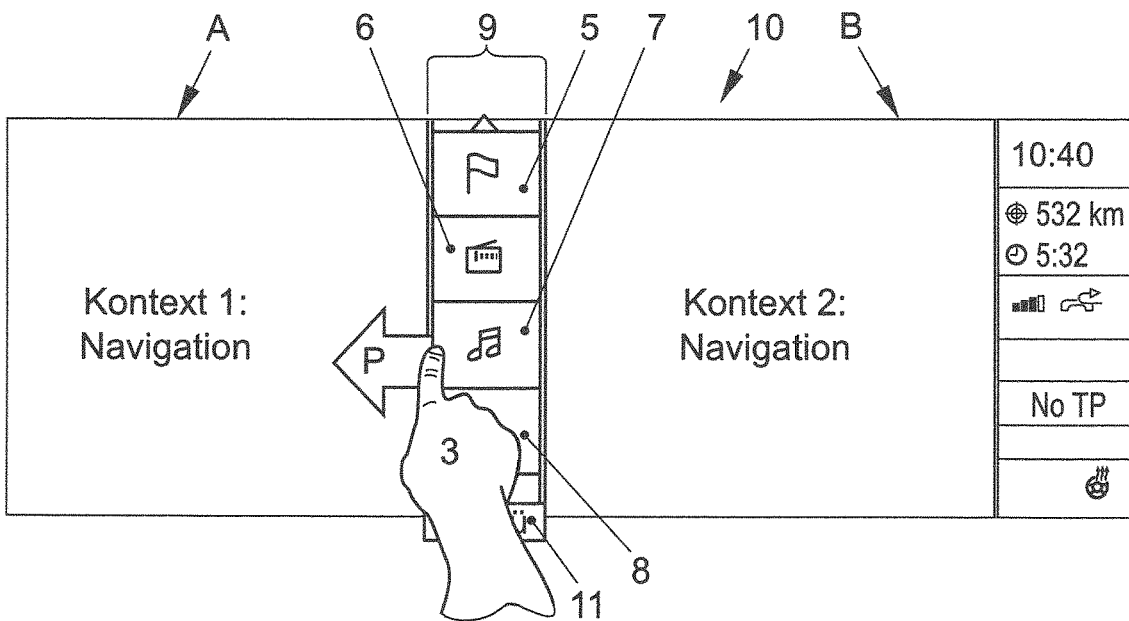 A 6 9 5 7 10 B
10:40
532 km
5:32
Kontext 1:
Navigation
Kontext 2:
Navigation
P
No TP
3
ü
8
11